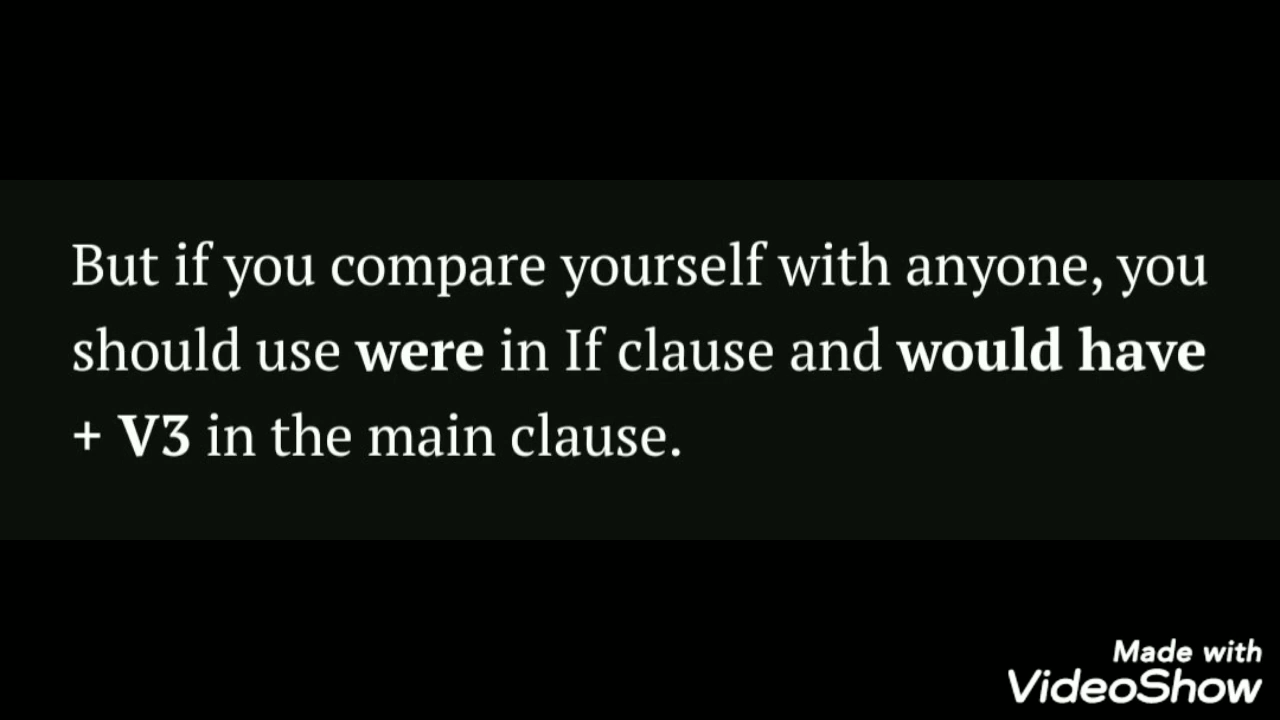 But if you compare yourself with anyone, you
should use were in If clause and would have
+ V3 in the main clause.
Made with
VideoShow